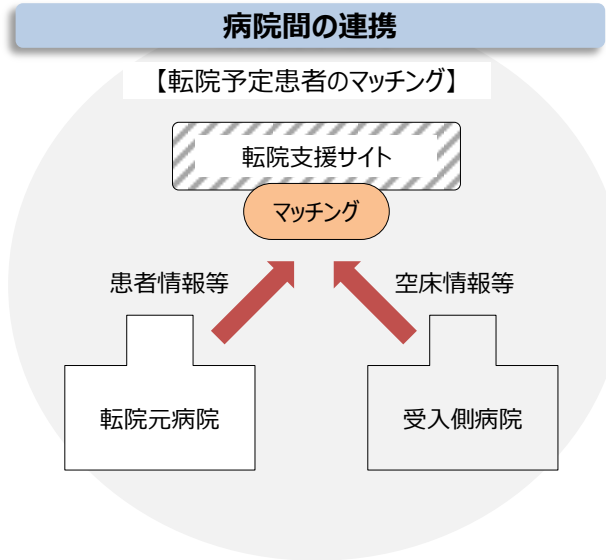 病院間の連携
【転院予定患者のマッチング】
転院支援サイト
マッチング
患者情報等
空床情報等
転院元病院
受入側病院